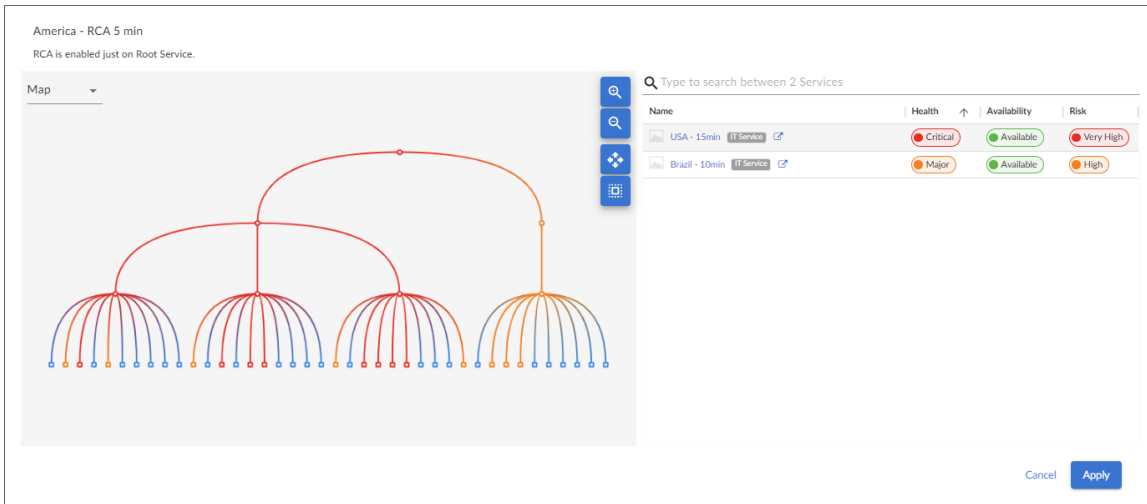 America - RCA 5 min
RCA is enabled just on Root Service.
Map
Type to search between 2 Services
Name Health Availability Risk
USA - 15min IT Service Critical Available Very High
Brazil - 10min IT Service Major Available High
Cancel Apply